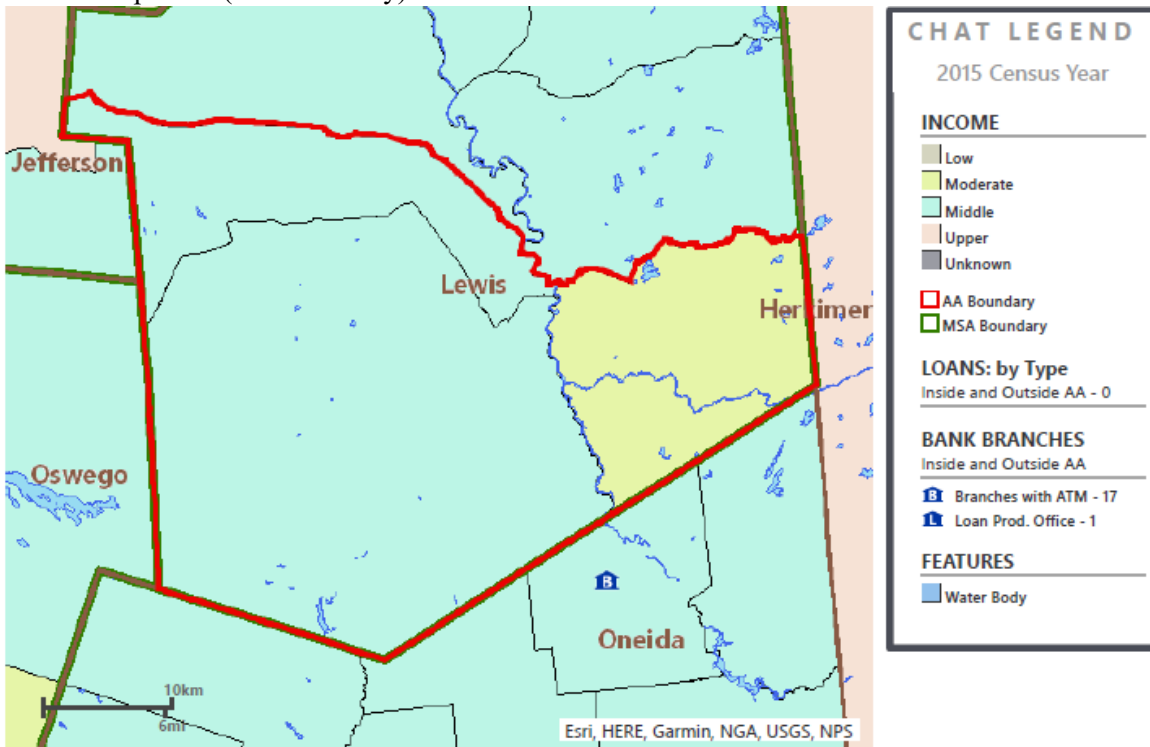 Jefferson
Lewis
Herkimer
Oswego
Oneida
10km
6mi
Esri, HERE, Garmin, NGA, USGS, NPS
CHAT LEGEND
2015 Census Year
INCOME
Low
Moderate
Middle
Upper
Unknown
AA Boundary
MSA Boundary
LOANS: by Type
Inside and Outside AA - 0
BANK BRANCHES
Inside and Outside AA
B Branches with ATM - 17
L Loan Prod. Office - 1
FEATURES
Water Body
B